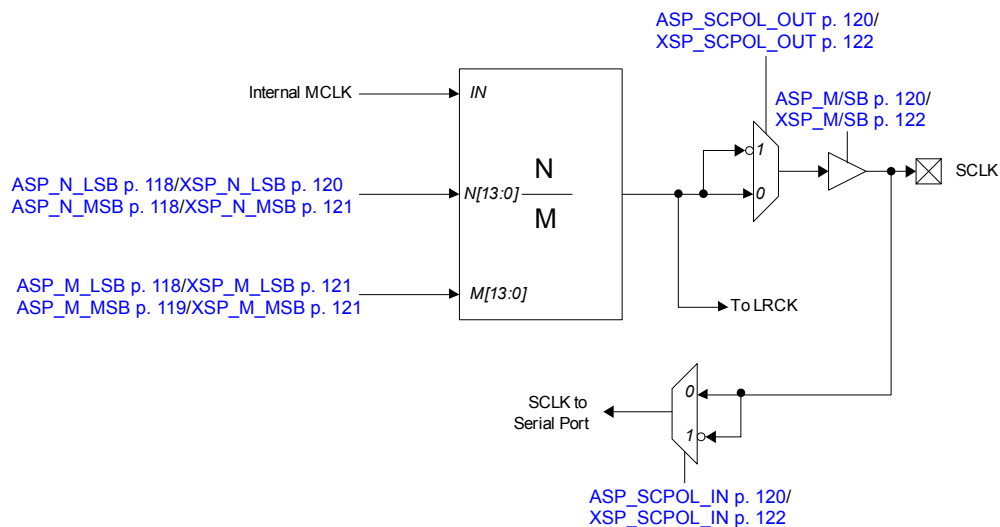 ASP_SCPOL_OUT p. 120/
XSP_SCPOL_OUT p. 122
Internal MCLK
IN
ASP_M/SB p. 120/
XSP_M/SB p. 122
1
0
SCLK
ASP_N_LSB p. 118/XSP_N_LSB p. 120
ASP_N_MSB p. 118/XSP_N_MSB p. 121
N[13:0]
N
M
ASP_M_LSB p. 118/XSP_M_LSB p. 121
ASP_M_MSB p. 119/XSP_M_MSB p. 121
M[13:0]
To LRCK
SCLK to
Serial Port
0
1
ASP_SCPOL_IN p. 120/
XSP_SCPOL_IN p. 122